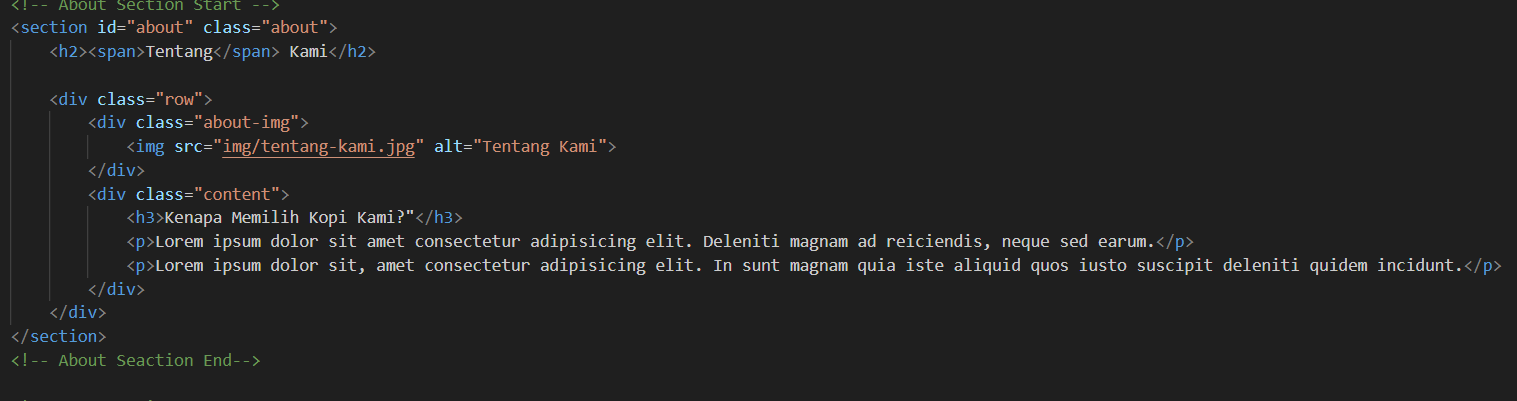 <!-- About Section Start -->
<section id="about" class="about">
<h2><span>Tentang</span> Kami</h2>
<div class="row">
<div class="about-img">
<img src="img/tentang-kami.jpg" alt="Tentang Kami">
</div>
<div class="content">
<h3>Kenapa Memilih Kopi Kami?"</h3>
<p>Lorem ipsum dolor sit amet consectetur adipisicing elit. Deleniti magnam ad reiciendis, neque sed earum.</p>
<p>Lorem ipsum dolor sit, amet consectetur adipisicing elit. In sunt magnam quia iste aliquid quos iusto suscipit deleniti quidem incidunt.</p>
</div>
</div>
</section>
<!-- About Seaction End-->